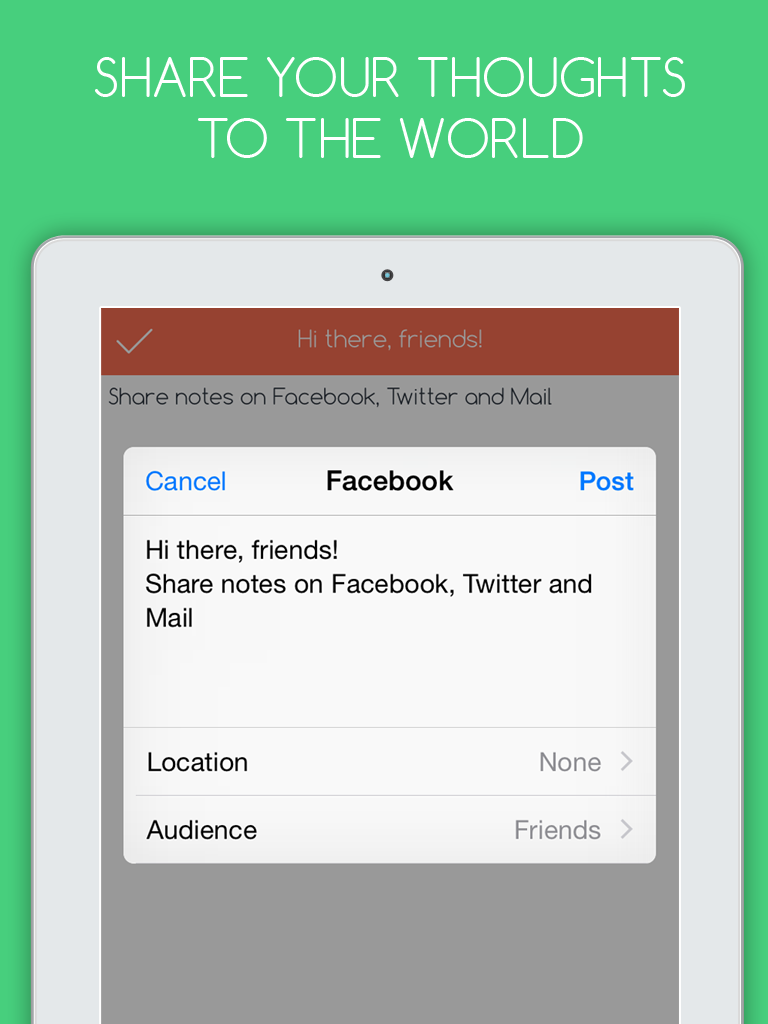 SHARE YOUR THOUGHTS
TO THE WORLD
Hi there, friends!
Share notes on Facebook, Twitter and Mail
Cancel Facebook Post
Hi there, friends!
Share notes on Facebook, Twitter and
Mail
Location None
Audience Friends